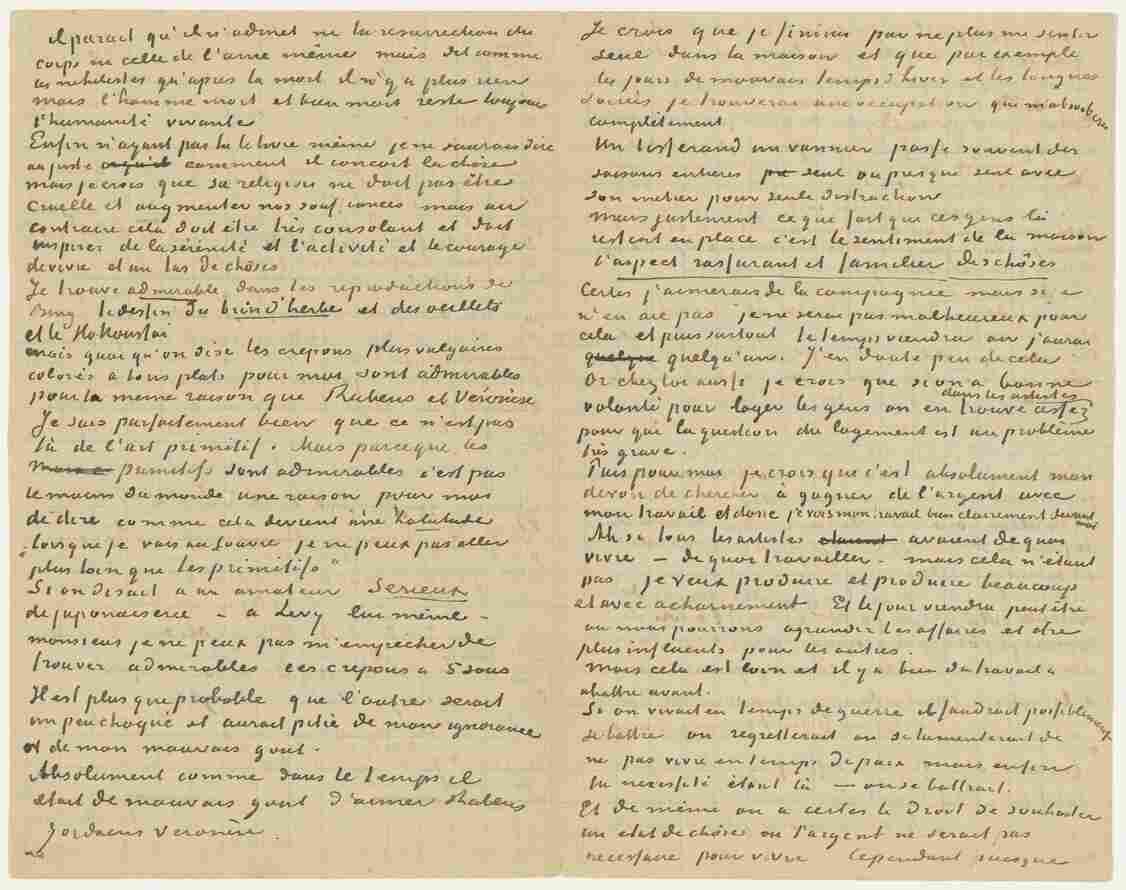 il parait qu'il n'admet ni la resurrection du
corps ni celle de l'ame même mais dit comme
les nihilistes qu'après la mort il n'y a plus rien
mais l'homme mort et bien mort reste toujours
l'humanité vivante
Enfin n'ayant pas lu le livre même je ne saurais dire
au juste comment il concoit la chôse
mais je crois que sa religion ne doit pas être
cruelle et augmenter nos souffrances mais au
contraire cela doit etre très consolant et doit
inspirer de la sérénité et l'activité et le courage
de vivre et un tas de chôses
Je trouve admirable dans les reproductions de
Bing le dessin du brin d'herbe et des oeillets
et le Hokousai
mais quoi qu'on dise les crepons plus vulgaires
colorés à tons plats pour moi sont admirables
pour la même raison que Rubens et Véronèse
Je sais parfaitement bien que ce n'est pas
là de l'art primitif. Mais parceque les
primitifs sont admirables c'est pas
le moins du monde une raison pour moi
de dire comme cela devient une habitude
„lorsque je vais au Louvre je ne peux pas aller
plus loin que les primitifs"
Si on disait a un amateur Serieux
de japonaiserie – a Levy lui même –
monsieur je ne peux pas m'empecher de
trouver admirables ces crepons à 5 sous
Il est plus que probable que l'autre serait
un peu choqué et aurait pitié de mon ignorance
et de mon mauvais gout.
Absolument comme dans le temps il
etait de mauvais gout d'aimer Rubens
Jordaens Veronèse.
Je crois que je finirai par ne plus me sentir
seul dans la maison et que par exemple
les jours de mauvais temps d'hiver et les longues
soirées je trouverai une occupation qui m'absorbera
complètement
Un tisserand un vannier passe souvent des
saisons entieres seul ou presque seul avec
son metier pour seule distraction
mais justement ce qui fait que ces gens là
restent en place c'est le sentiment de la maison
l'aspect rassurant et familier des chôses
Certes j'aimerais de la compagnie mais si je
n'en ai pas je ne serai pas malheureux pour
cela et puis surtout le temps viendra où j'aurai
quelque quelqu'un. J'en doute peu de cela
Or chez toi aussi je crois que si on a bonne
volonté pour loger les gens on en trouve assez
dans les artistes
pour qui la question du logement est un problème
très grave.
Puis pour moi je crois que c'est absolument mon
devoir de chercher à gagner de l'argent avec
mon travail et donc je vois mon travail bien clairement devant
moi
Ah si tous les artistes avaient de quoi
vivre – de quoi travailler – mais cela n'étant
pas je veux produire et produire beaucoup
et avec acharnement Et le jour viendra peut être
où nous pourrons agrandir les affaires et etre
plus influents pour les autres.
mais cela est loin et il y a bien du travail à
abattre avant.
Si on vivait en temps de guerre il faudrait possiblement
se battre on regretterait on se lamenterait de
ne pas vivre en temps de paix mais enfin
la necessité étant là – on se battrait.
Et de même on a certes le droit de souhaiter
un etat de chôses où l'argent ne serait pas
necessaire pour vivre Cependant puisque